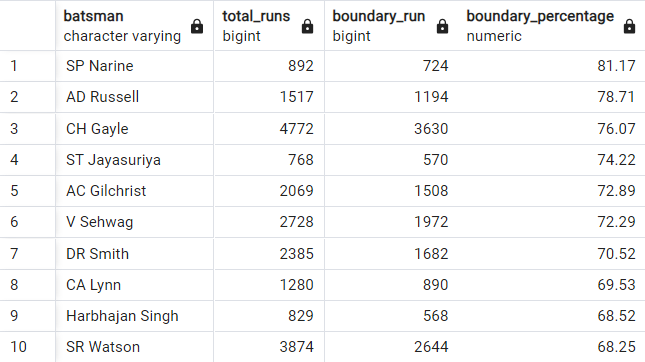 batsman total_runs boundary_run boundary_percentage
character varying bigint bigint numeric
1 SP Narine 892 724 81.17
2 AD Russell 1517 1194 78.71
3 CH Gayle 4772 3630 76.07
4 ST Jayasuriya 768 570 74.22
5 AC Gilchrist 2069 1508 72.89
6 V Sehwag 2728 1972 72.29
7 DR Smith 2385 1682 70.52
8 CA Lynn 1280 890 69.53
9 Harbhajan Singh 829 568 68.52
10 SR Watson 3874 2644 68.25